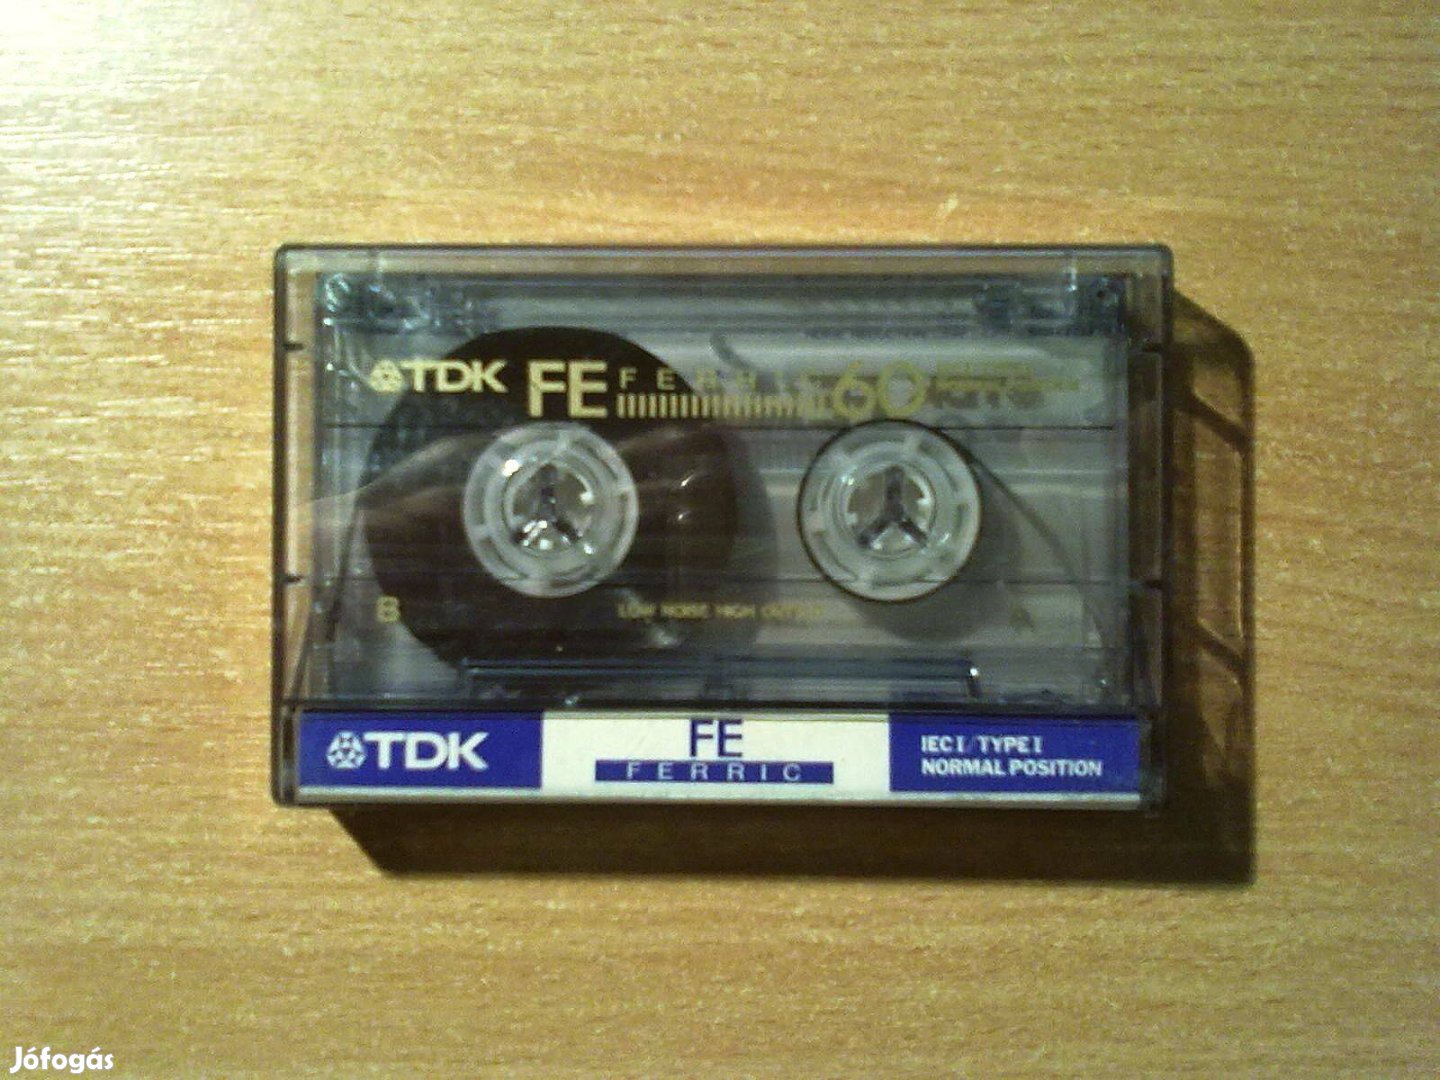 TDK FE FERRIC 60
B LOW NOISE HIGH OUTPUT
TDK
FE
FERRIC
IEC I / TYPE I
NORMAL POSITION
Jófogás